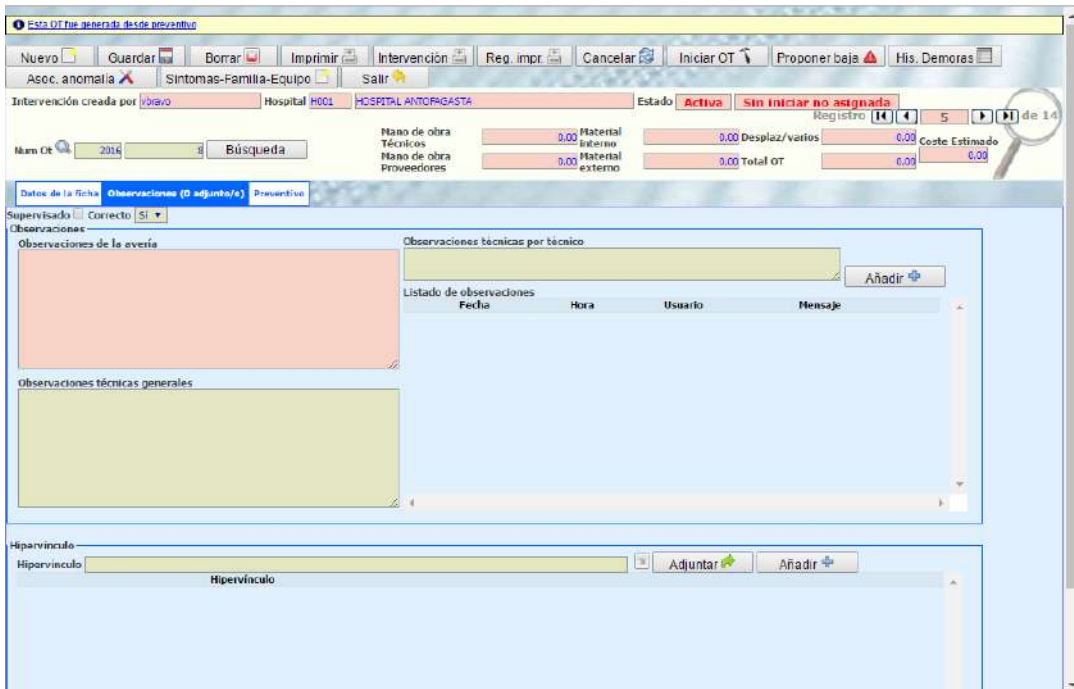 Esta OT fue generada desde preventivo
Nuevo Guardar Borrar Imprimir Intervención Reg. impr. Cancelar Iniciar OT Proponer baja His. Demoras
Asoc. anomalía Síntomas-Familia-Equipo Salir
Intervención creada por vbravo Hospital H001 HOSPITAL ANTOFAGASTA Estado Activa Sin iniciar no asignada
Registro 5 de 14
Num Ot 2016 8 Búsqueda
Mano de obra Técnicos 0.00 Material interno 0.00 Desplaz/varios 0.00 Coste Estimado
0.00
Mano de obra Proveedores 0.00 Material externo 0.00 Total OT 0.00
Datos de la ficha Observaciones (0 adjunto/s) Preventivo
Supervisado Correcto Sí
Observaciones
Observaciones de la avería
Observaciones técnicas por técnico
Añadir
Listado de observaciones
Fecha Hora Usuario Mensaje
Observaciones técnicas generales
Hipervínculo
Hipervínculo Adjuntar Añadir
Hipervínculo